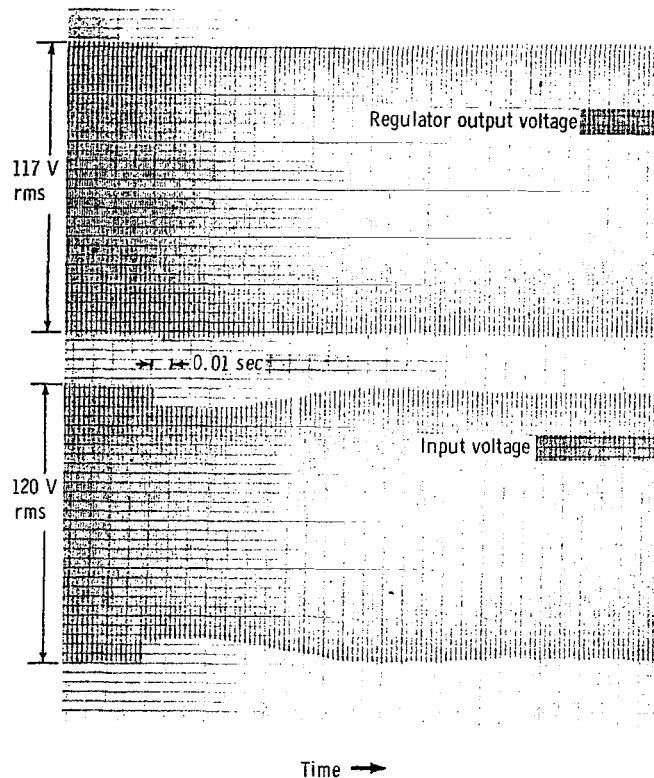 Regulator output voltage
117 V
rms
0.01 sec
Input voltage
120 V
rms
Time